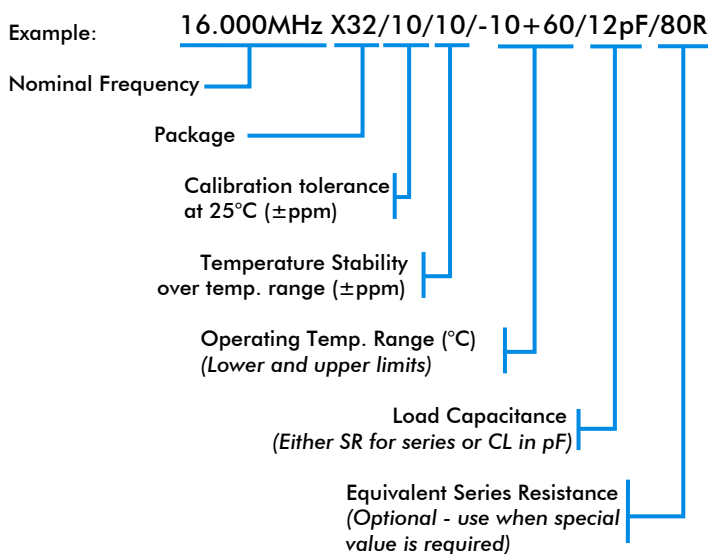 Example: 16.000MHz X32/10/10/-10+60/12pF/80R
Nominal Frequency
Package
Calibration tolerance
at 25°C (±ppm)
Temperature Stability
over temp. range (±ppm)
Operating Temp. Range (°C)
(Lower and upper limits)
Load Capacitance
(Either SR for series or CL in pF)
Equivalent Series Resistance
(Optional - use when special
value is required)